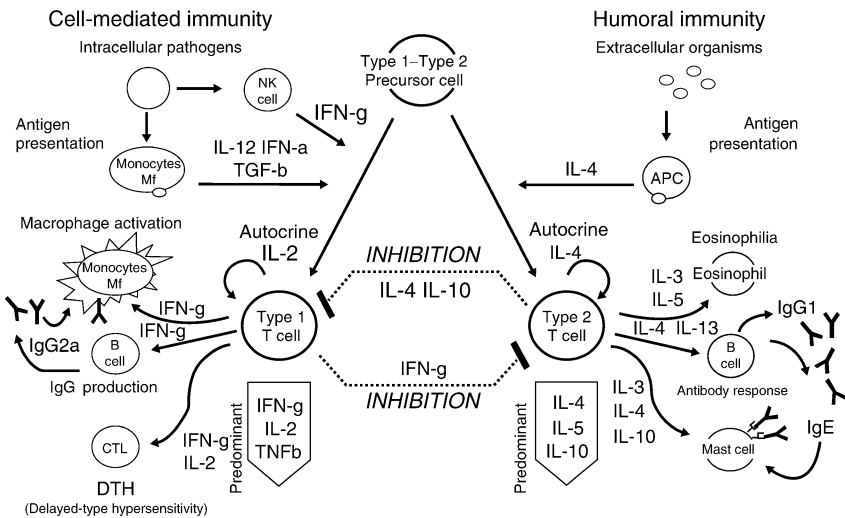 Cell-mediated immunity
Humoral immunity
Intracellular pathogens
Extracellular organisms
Type 1–Type 2
Precursor cell
NK
cell
IFN-g
Antigen
presentation
Antigen
presentation
IL-12 IFN-a
TGF-b
Monocytes
Mf
IL-4
APC
Macrophage activation
Autocrine
IL-2
INHIBITION
IL-4 IL-10
Autocrine
IL-4
Eosinophilia
Eosinophil
IL-3
IL-5
Monocytes
Mf
IFN-g
IFN-g
Type 1
T cell
Type 2
T cell
IL-4 IL-13
IgG1
IgG2a
B
cell
IgG production
B
cell
Antibody response
IFN-g
INHIBITION
Predominant
IFN-g
IL-2
TNFb
Predominant
IL-4
IL-5
IL-10
IL-3
IL-4
IL-10
CTL
IFN-g
IL-2
Mast cell
IgE
DTH
(Delayed-type hypersensitivity)